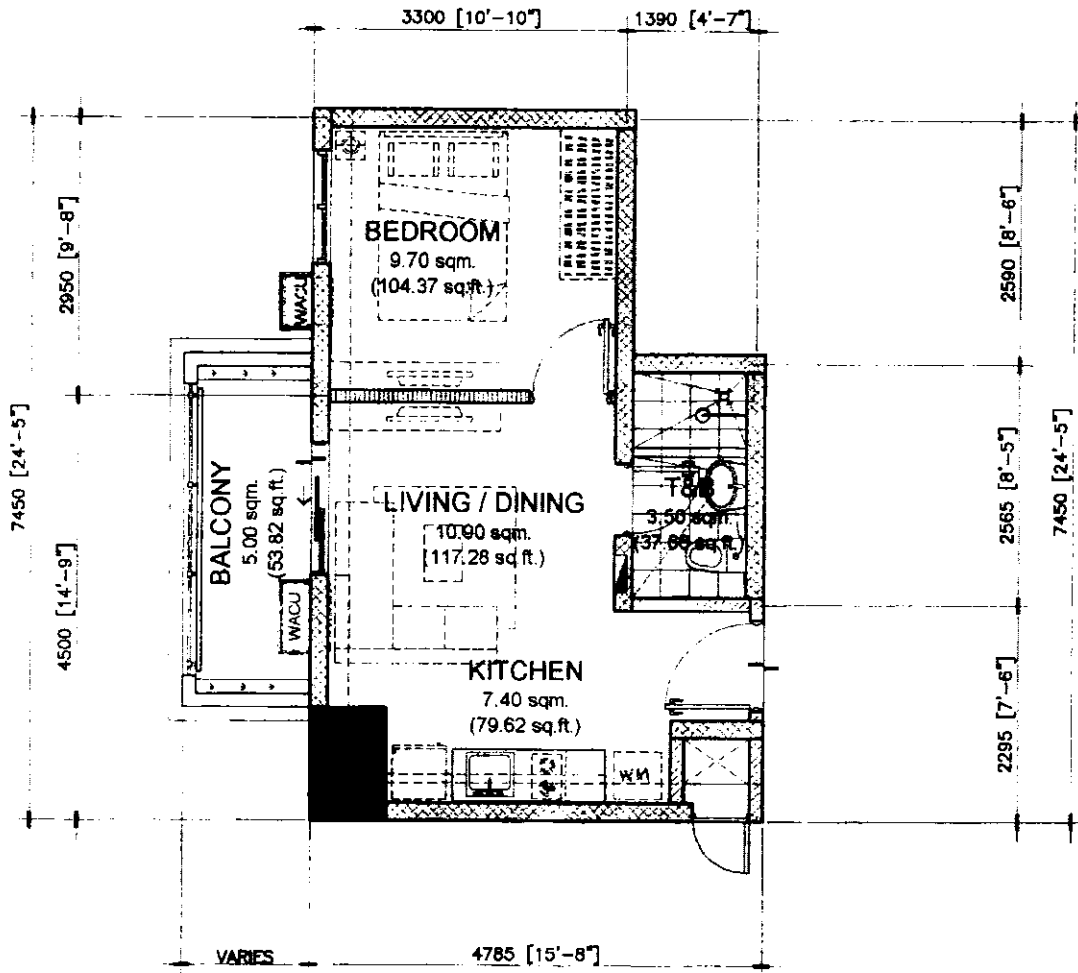 3300 [10'-10"]
1390 [4'-7"]
2950 [9'-8"]
7450 [24'-5"]
4500 [14'-9"]
2590 [8'-6"]
2565 [8'-5"]
7450 [24'-5"]
2295 [7'-6"]
BEDROOM
9.70 sqm.
(104.37 sq.ft.)
WACU
BALCONY
5.00 sqm.
(53.82 sq.ft.)
LIVING / DINING
10.90 sqm.
(117.28 sq.ft.)
T&B
3.50 sqm.
WACU
KITCHEN
7.40 sqm.
(79.62 sq.ft.)
WM
VARIES
4785 [15'-8"]